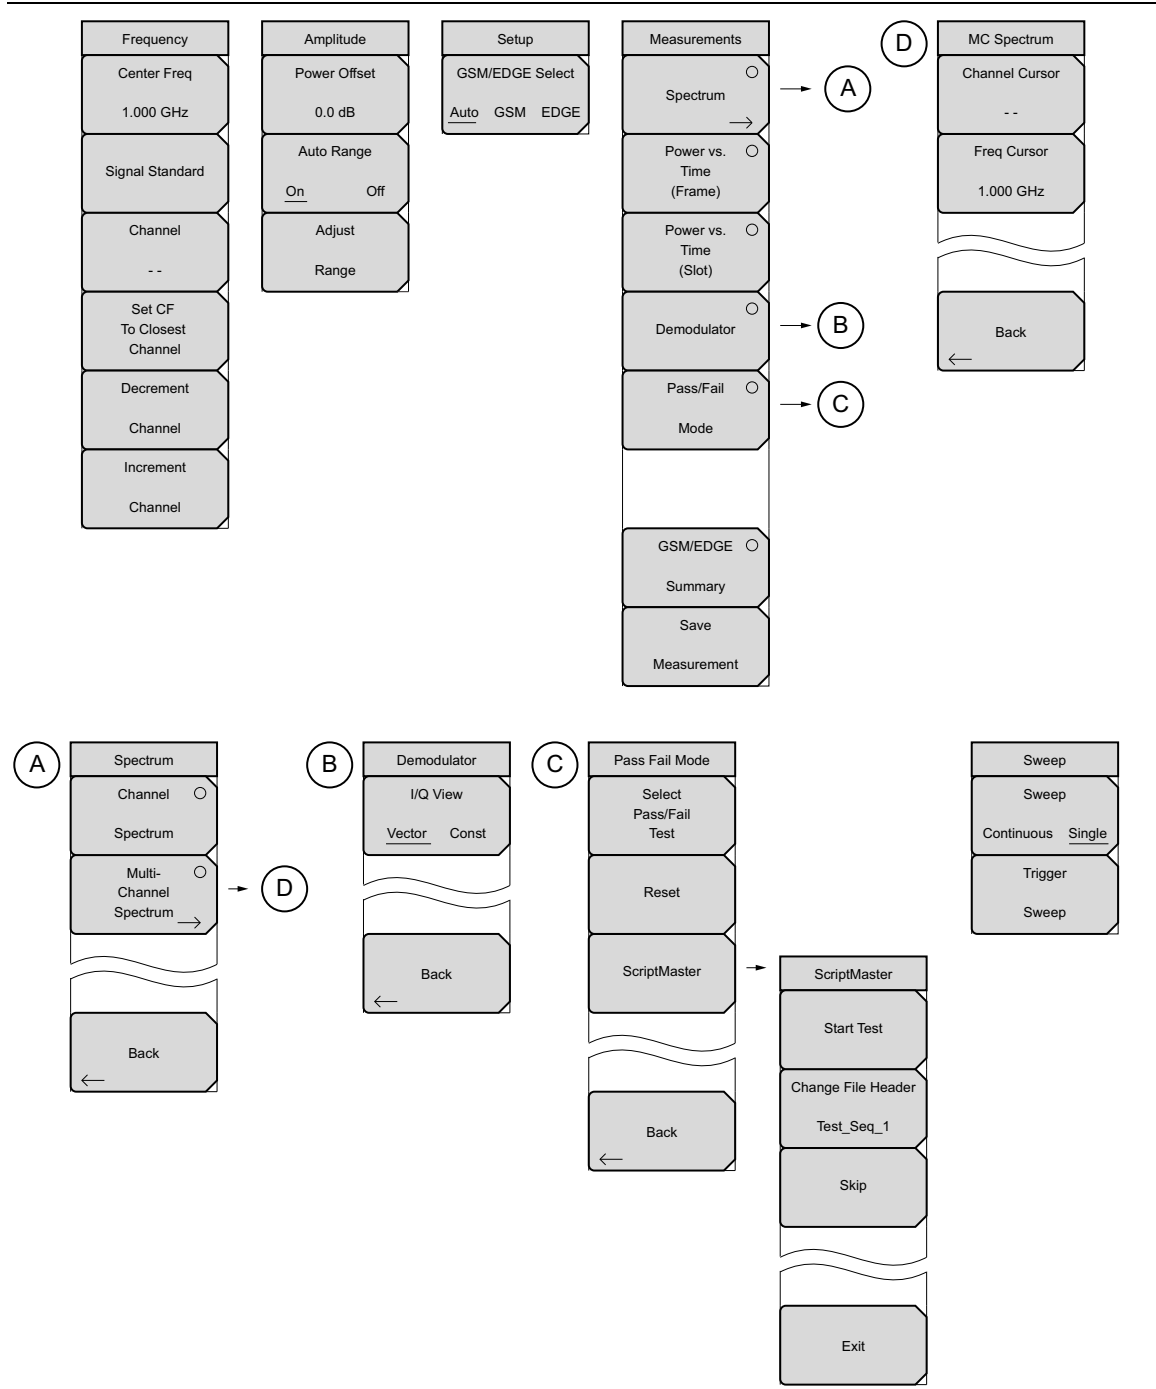 Frequency
Center Freq
1.000 GHz
Signal Standard
Channel
- -
Set CF
To Closest
Channel
Decrement
Channel
Increment
Channel
Amplitude
Power Offset
0.0 dB
Auto Range
On Off
Adjust
Range
Setup
GSM/EDGE Select
Auto GSM EDGE
Measurements
Spectrum
A
Power vs.
Time
(Frame)
Power vs.
Time
(Slot)
Demodulator
B
Pass/Fail
Mode
C
GSM/EDGE
Summary
Save
Measurement
D
MC Spectrum
Channel Cursor
- -
Freq Cursor
1.000 GHz
Back
A
Spectrum
Channel
Spectrum
Multi-
Channel
Spectrum
D
Back
B
Demodulator
I/Q View
Vector Const
Back
C
Pass Fail Mode
Select
Pass/Fail
Test
Reset
ScriptMaster
Back
ScriptMaster
Start Test
Change File Header
Test_Seq_1
Skip
Exit
Sweep
Sweep
Continuous Single
Trigger
Sweep